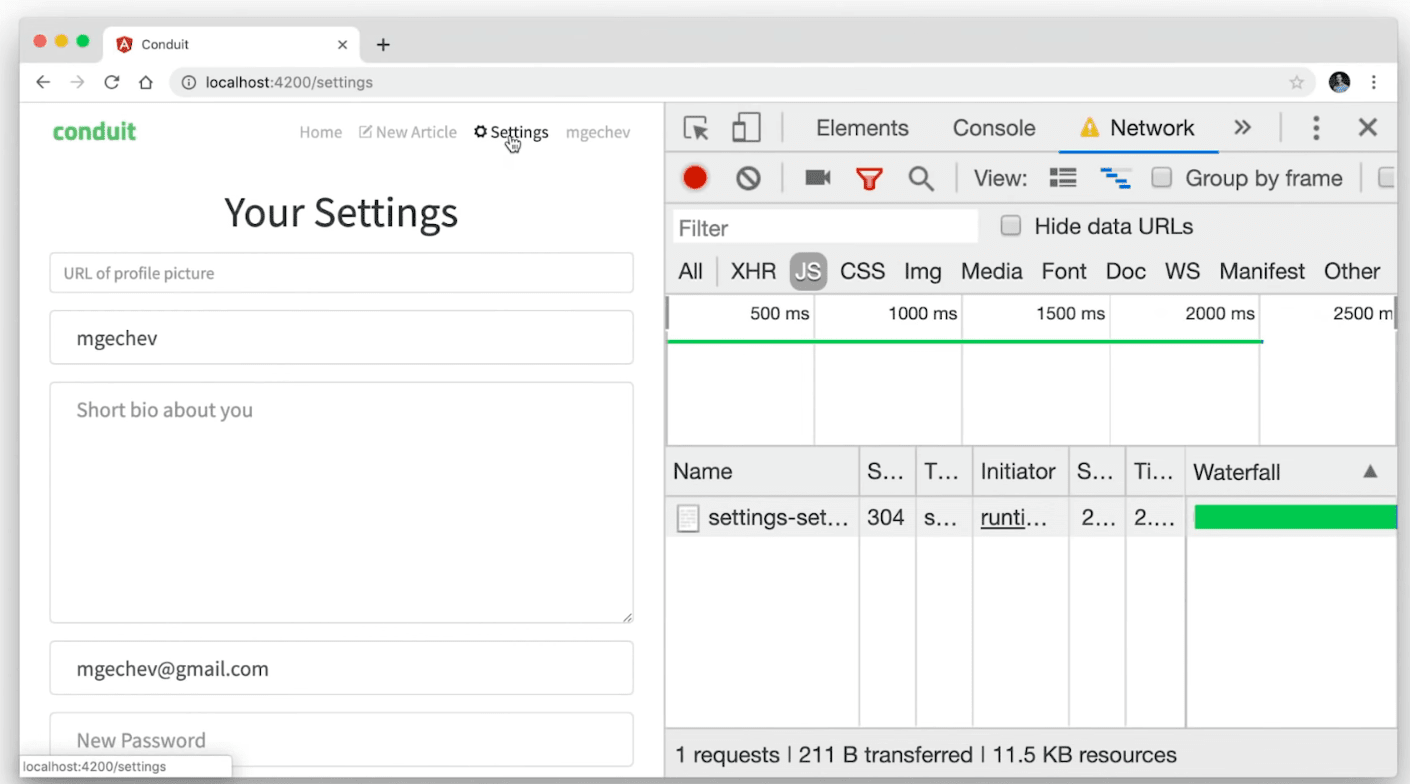 Conduit
localhost:4200/settings
conduit
Home New Article Settings mgechev
Your Settings
URL of profile picture
mgechev
Short bio about you
mgechev@gmail.com
New Password
localhost:4200/settings
Elements Console Network
View: Group by frame
Filter Hide data URLs
All XHR JS CSS Img Media Font Doc WS Manifest Other
500 ms 1000 ms 1500 ms 2000 ms 2500 m
Name S... T... Initiator S... Ti... Waterfall
settings-set... 304 s... runti... 2... 2....
1 requests | 211 B transferred | 11.5 KB resources